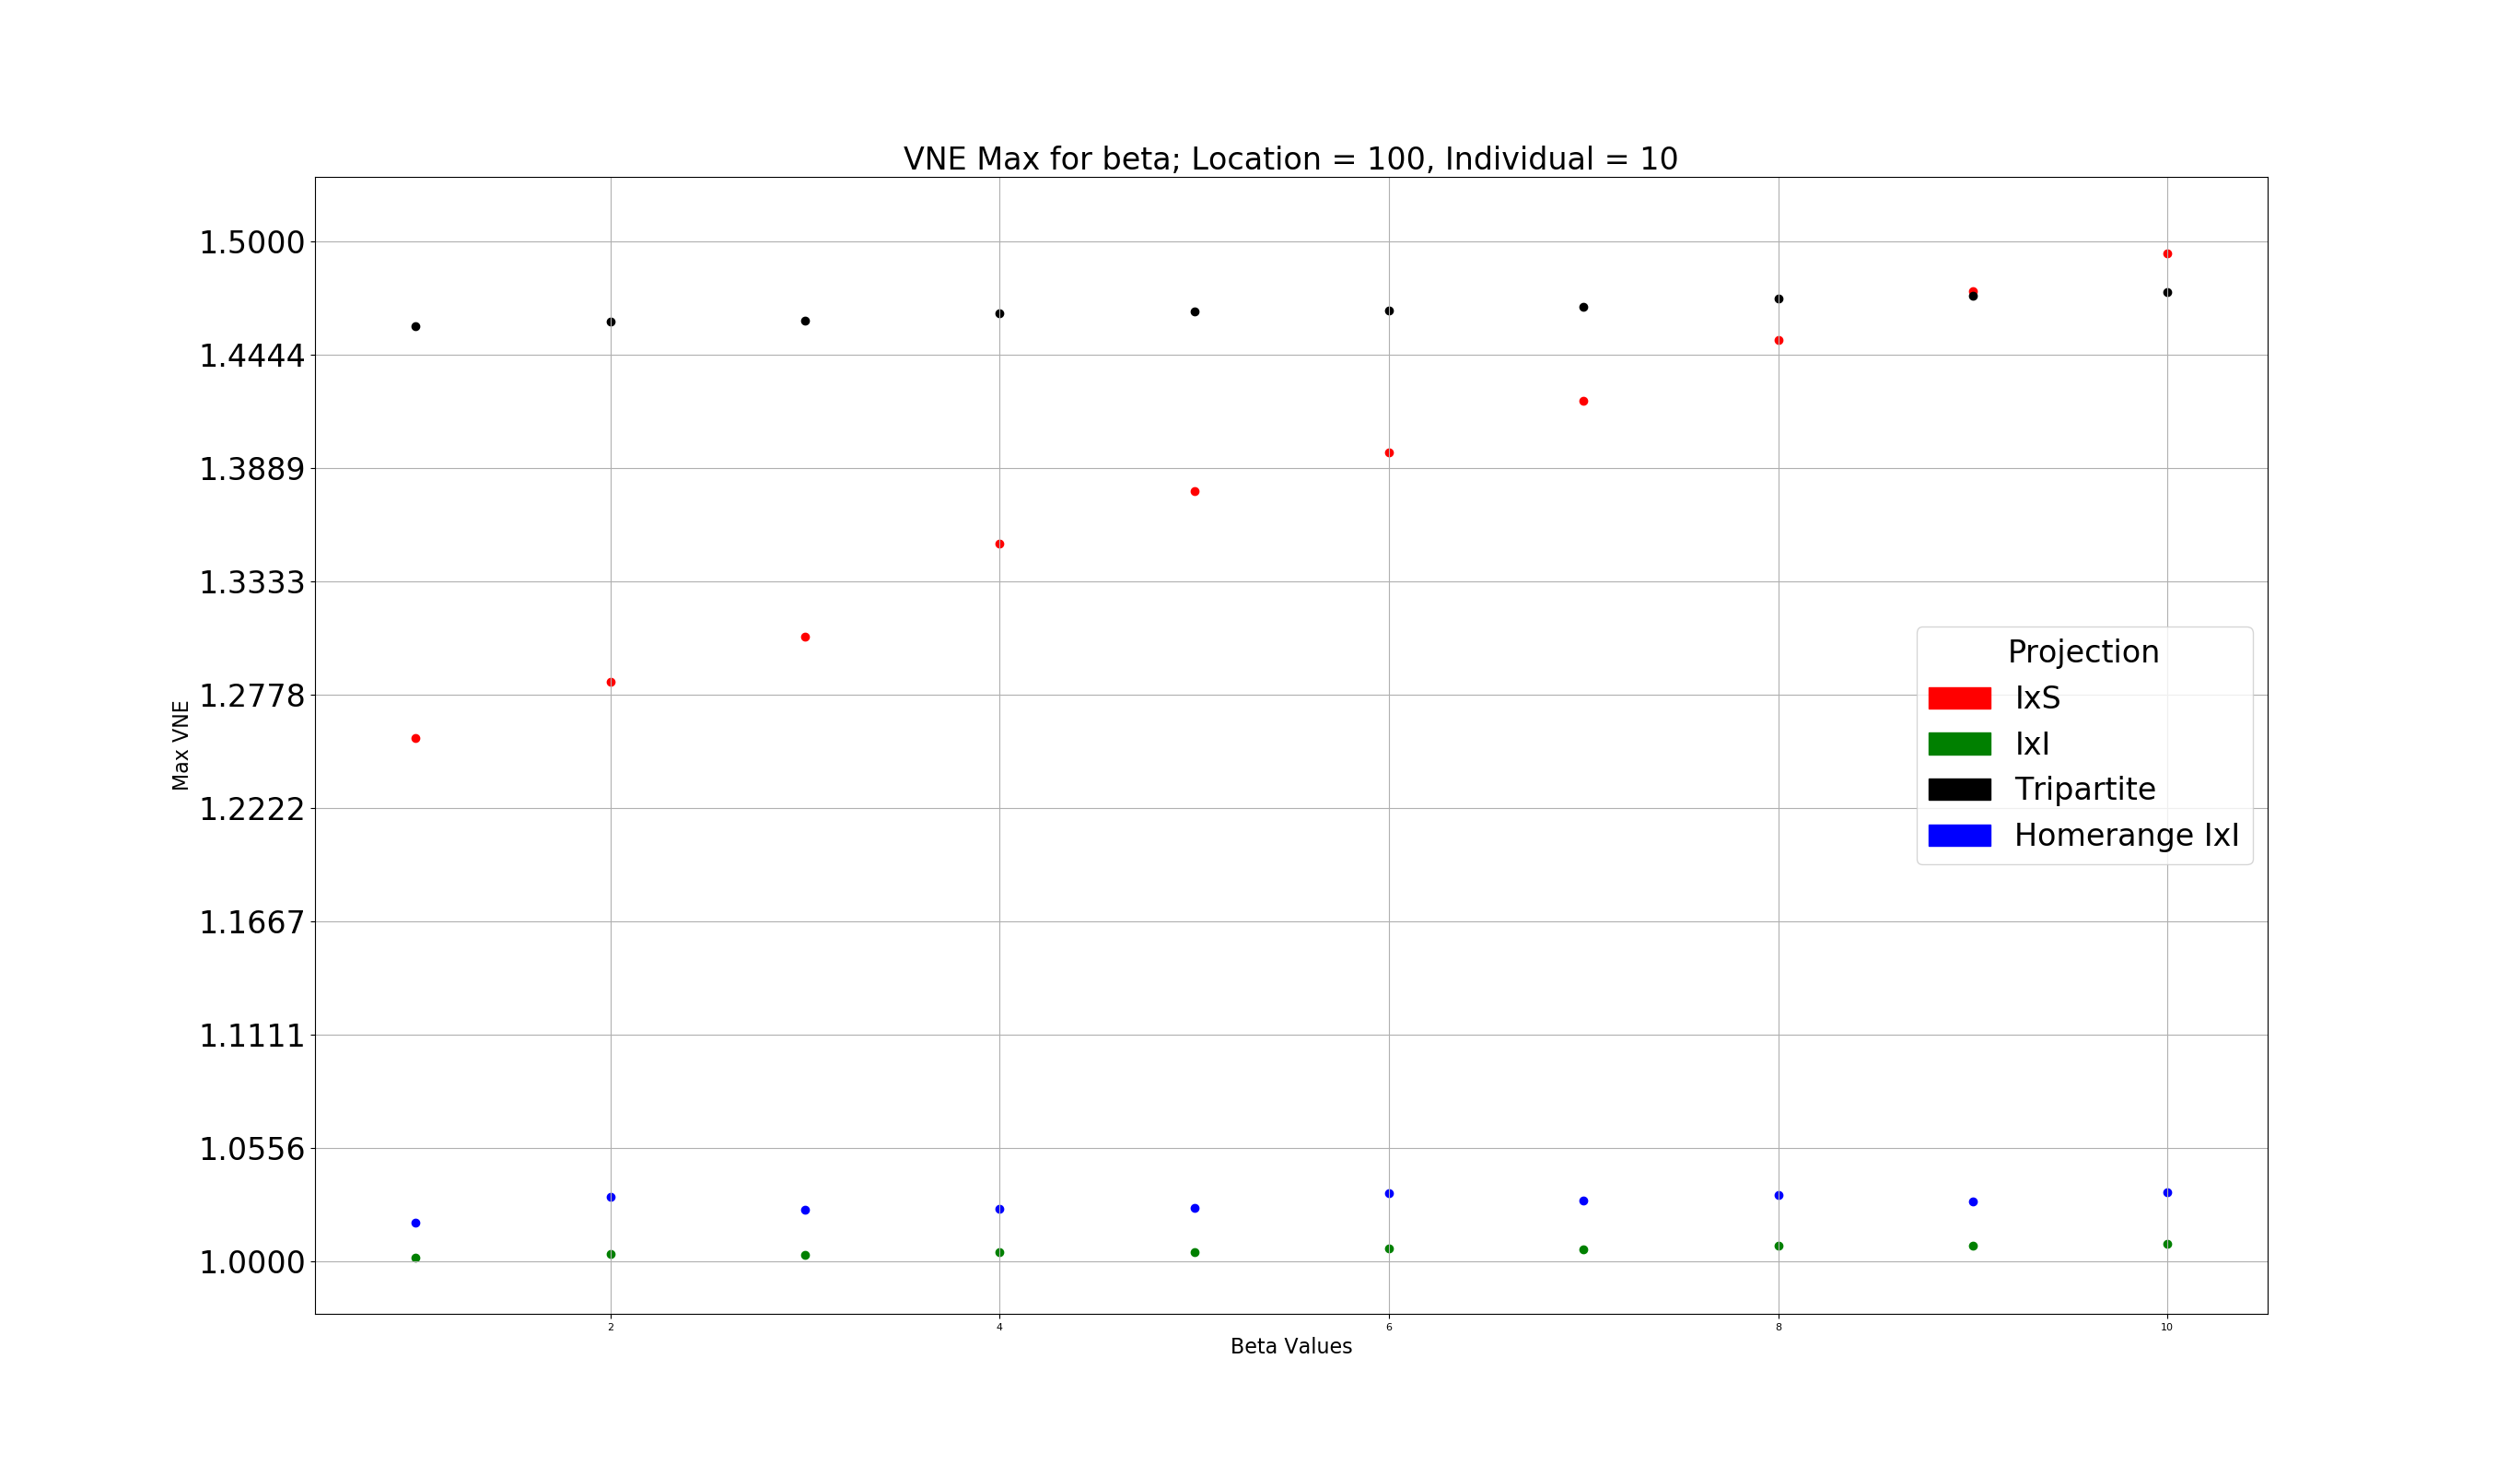 VNE Max for beta; Location = 100, Individual = 10
1.5000
1.4444
1.3889
1.3333
1.2778
1.2222
1.1667
1.1111
1.0556
1.0000
Max VNE
Projection
IxS
IxI
Tripartite
Homerange IxI
2 4 6 8 10
Beta Values